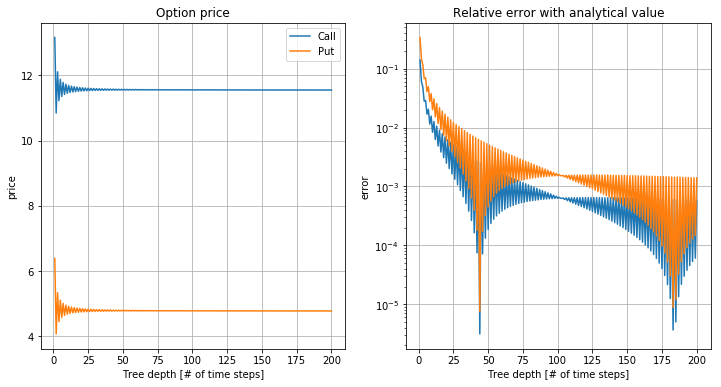 Option price
Call
Put
12
10
8
6
4
price
0 25 50 75 100 125 150 175 200
Tree depth [# of time steps]
Relative error with analytical value
10⁻¹
10⁻²
10⁻³
10⁻⁴
10⁻⁵
error
0 25 50 75 100 125 150 175 200
Tree depth [# of time steps]